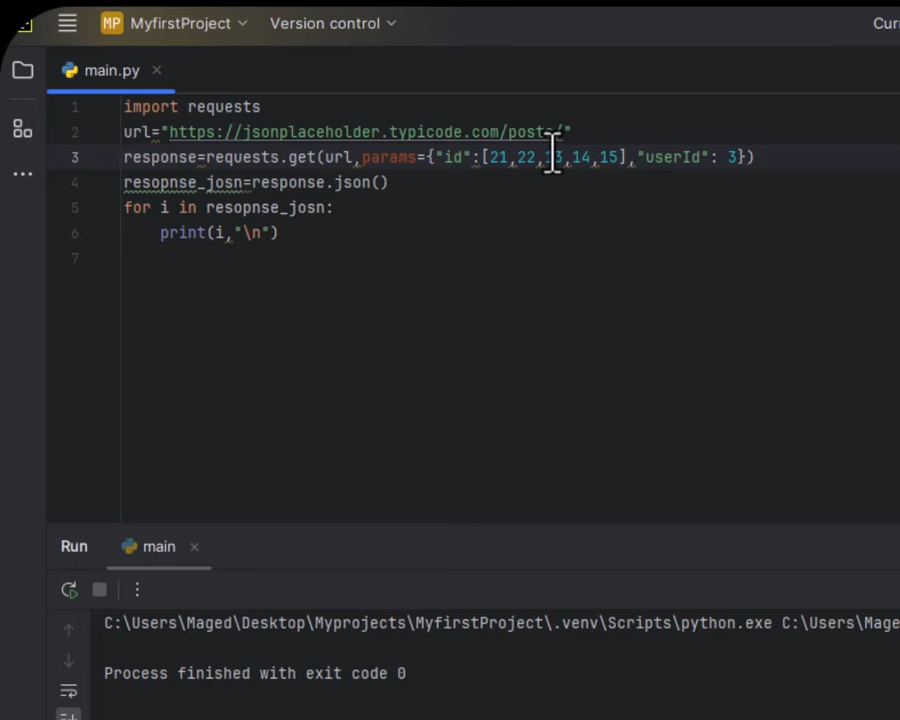 MP MyfirstProject Version control Cur
main.py
1 import requests
2 url="https://jsonplaceholder.typicode.com/posts/"
3 response=requests.get(url,params={"id":[21,22,13,14,15],"userId": 3})
4 resopnse_josn=response.json()
5 for i in resopnse_josn:
6 print(i,"\n")
7
Run main
C:\Users\Maged\Desktop\Myprojects\MyfirstProject\.venv\Scripts\python.exe C:\Users\Mage
Process finished with exit code 0